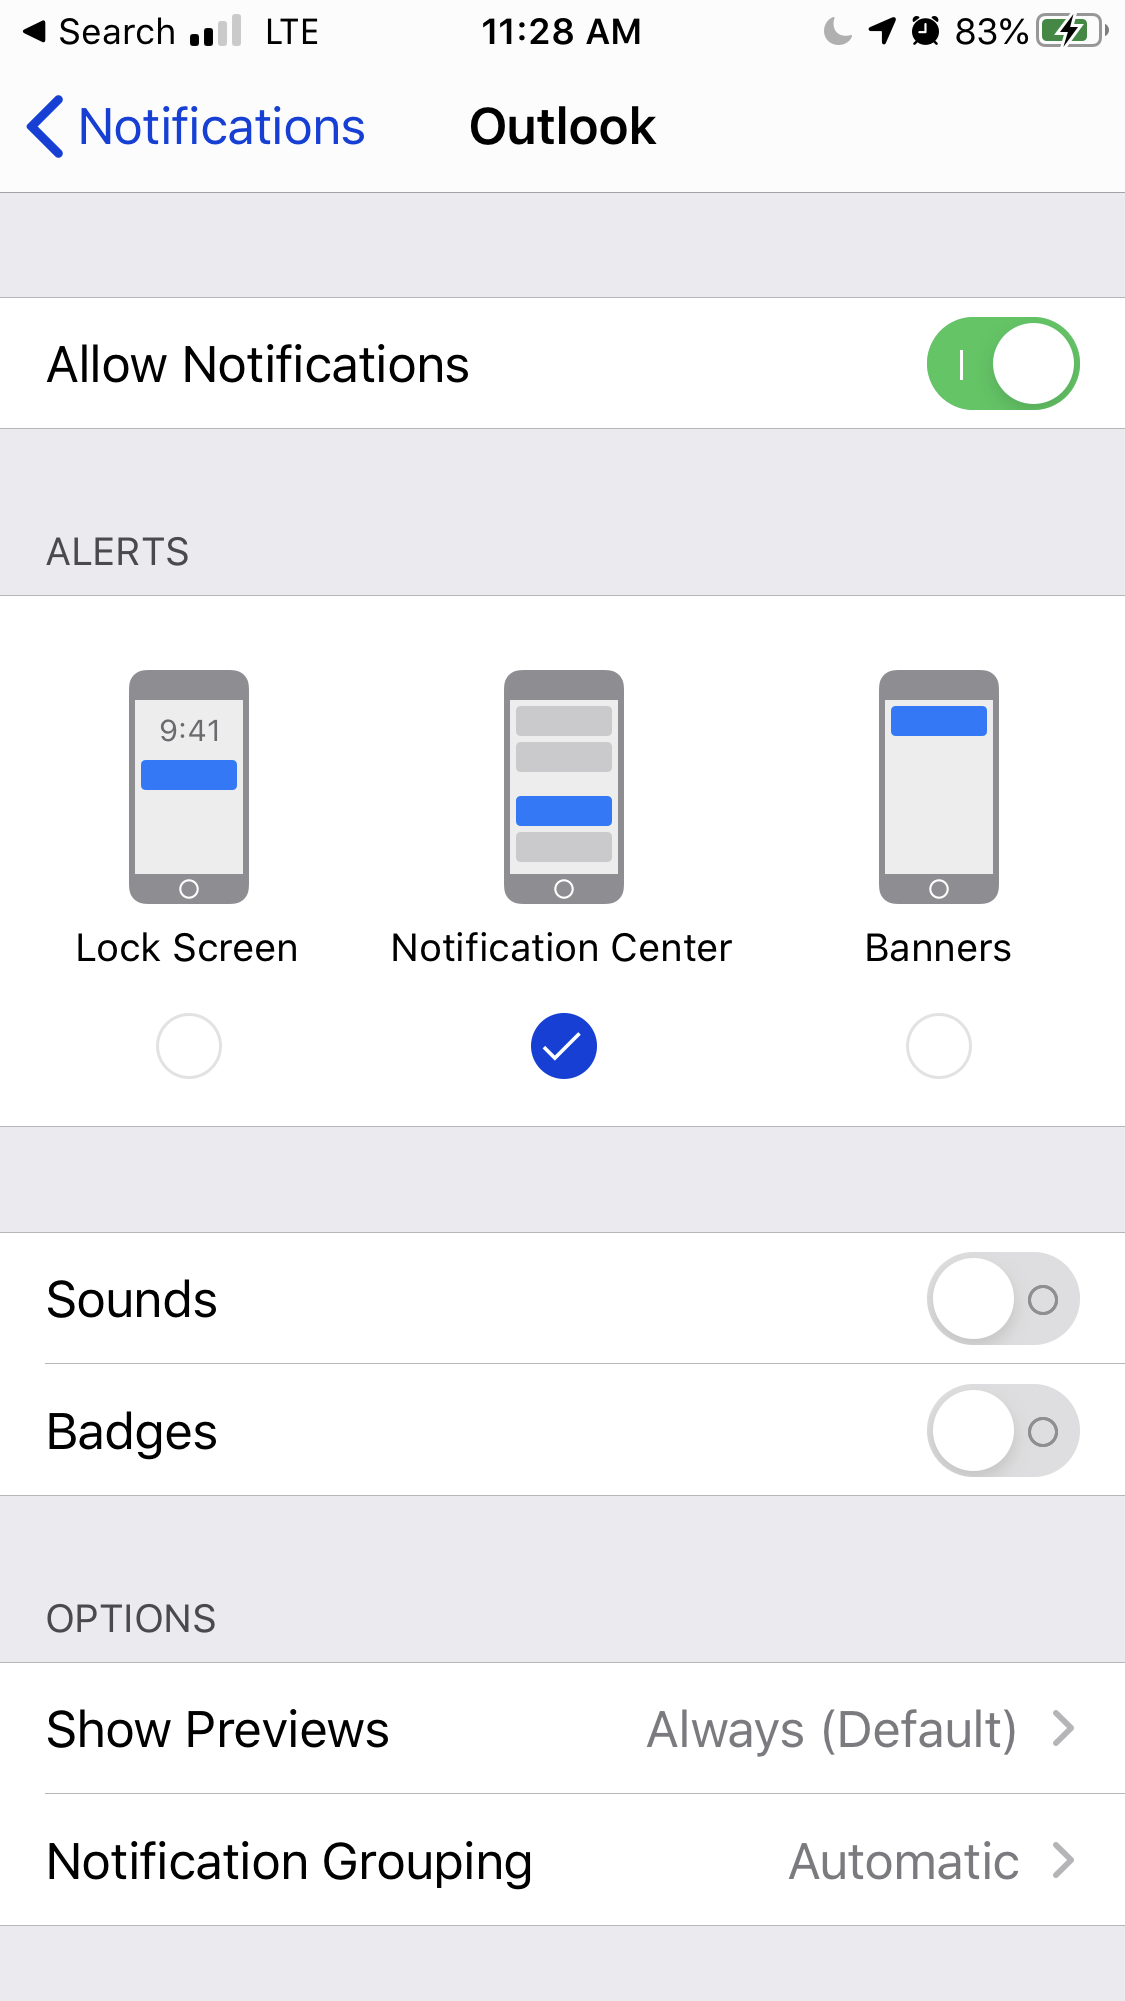 Search LTE 11:28 AM 83%
Notifications Outlook
Allow Notifications
ALERTS
9:41
Lock Screen Notification Center Banners
Sounds
Badges
OPTIONS
Show Previews Always (Default)
Notification Grouping Automatic